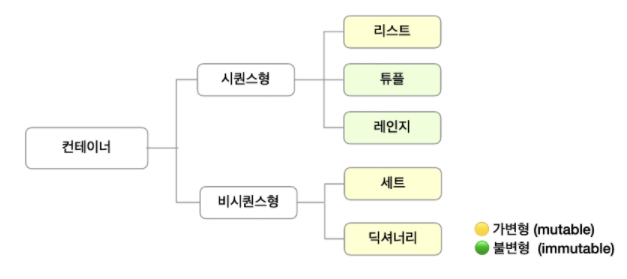 컨테이너
시퀀스형
비시퀀스형
리스트
튜플
레인지
세트
딕셔너리
가변형 (mutable)
불변형 (immutable)